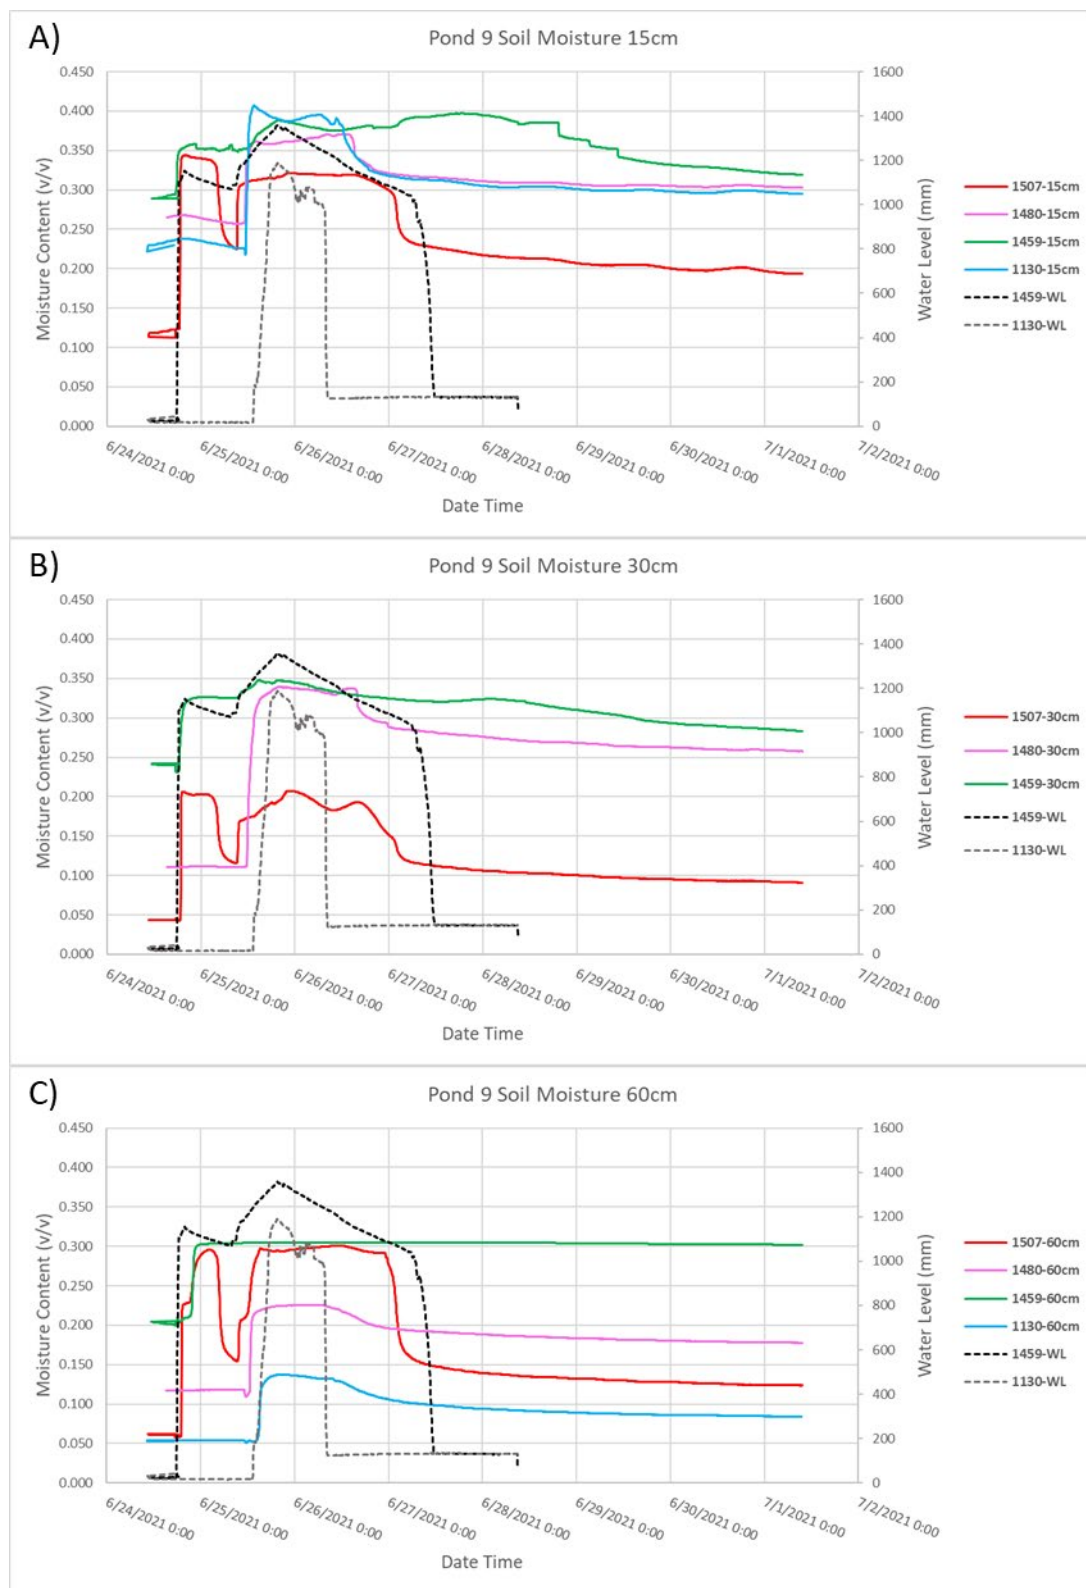 A)
Pond 9 Soil Moisture 15cm
Moisture Content (v/v)
0.450
0.400
0.350
0.300
0.250
0.200
0.150
0.100
0.050
0.000
1600
1400
1200
1000
800
600
400
200
0
Water Level (mm)
6/24/2021 0:00
6/25/2021 0:00
6/26/2021 0:00
6/27/2021 0:00
6/28/2021 0:00
6/29/2021 0:00
6/30/2021 0:00
7/1/2021 0:00
7/2/2021 0:00
Date Time
1507-15cm
1480-15cm
1459-15cm
1130-15cm
1459-WL
1130-WL
B)
Pond 9 Soil Moisture 30cm
Moisture Content (v/v)
0.450
0.400
0.350
0.300
0.250
0.200
0.150
0.100
0.050
0.000
1600
1400
1200
1000
800
600
400
200
0
Water Level (mm)
6/24/2021 0:00
6/25/2021 0:00
6/26/2021 0:00
6/27/2021 0:00
6/28/2021 0:00
6/29/2021 0:00
6/30/2021 0:00
7/1/2021 0:00
7/2/2021 0:00
Date Time
1507-30cm
1480-30cm
1459-30cm
1459-WL
1130-WL
C)
Pond 9 Soil Moisture 60cm
Moisture Content (v/v)
0.450
0.400
0.350
0.300
0.250
0.200
0.150
0.100
0.050
0.000
1600
1400
1200
1000
800
600
400
200
0
Water Level (mm)
6/24/2021 0:00
6/25/2021 0:00
6/26/2021 0:00
6/27/2021 0:00
6/28/2021 0:00
6/29/2021 0:00
6/30/2021 0:00
7/1/2021 0:00
7/2/2021 0:00
Date Time
1507-60cm
1480-60cm
1459-60cm
1130-60cm
1459-WL
1130-WL